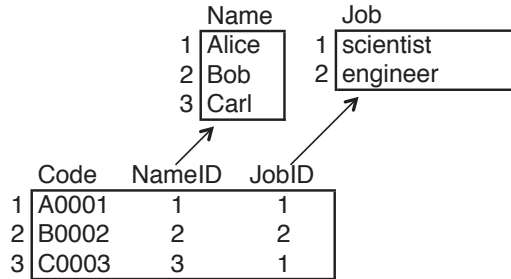 Name Job
1 Alice 1 scientist
2 Bob 2 engineer
3 Carl
Code NameID JobID
1 A0001 1 1
2 B0002 2 2
3 C0003 3 1